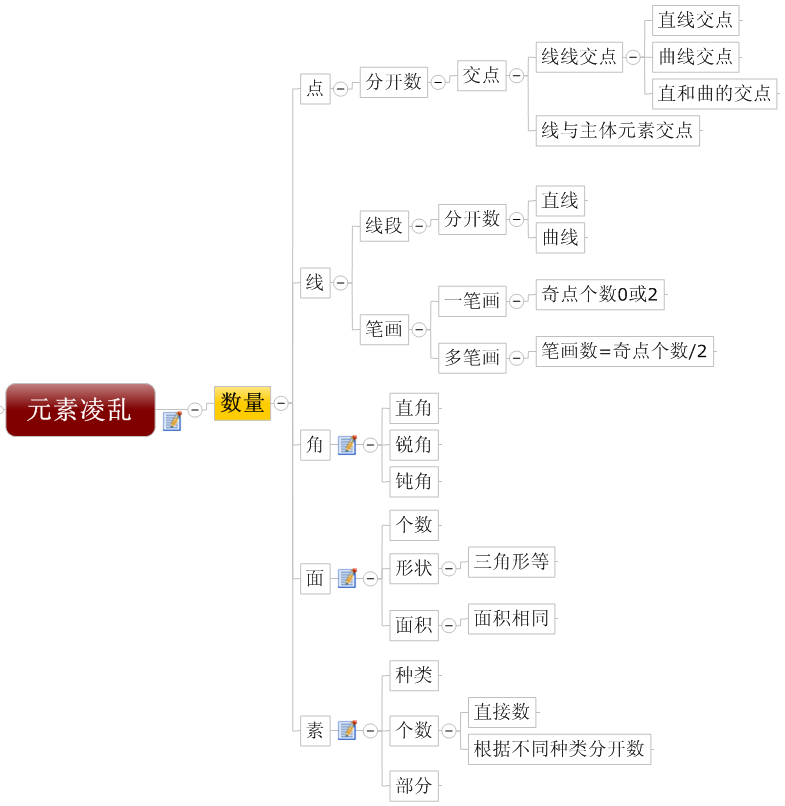 元素凌乱
数量
点
分开数
交点
线线交点
直线交点
曲线交点
直和曲的交点
线与主体元素交点
线
线段
分开数
直线
曲线
笔画
一笔画
奇点个数0或2
多笔画
笔画数=奇点个数/2
角
直角
锐角
钝角
面
个数
形状
三角形等
面积
面积相同
素
种类
个数
直接数
根据不同种类分开数
部分